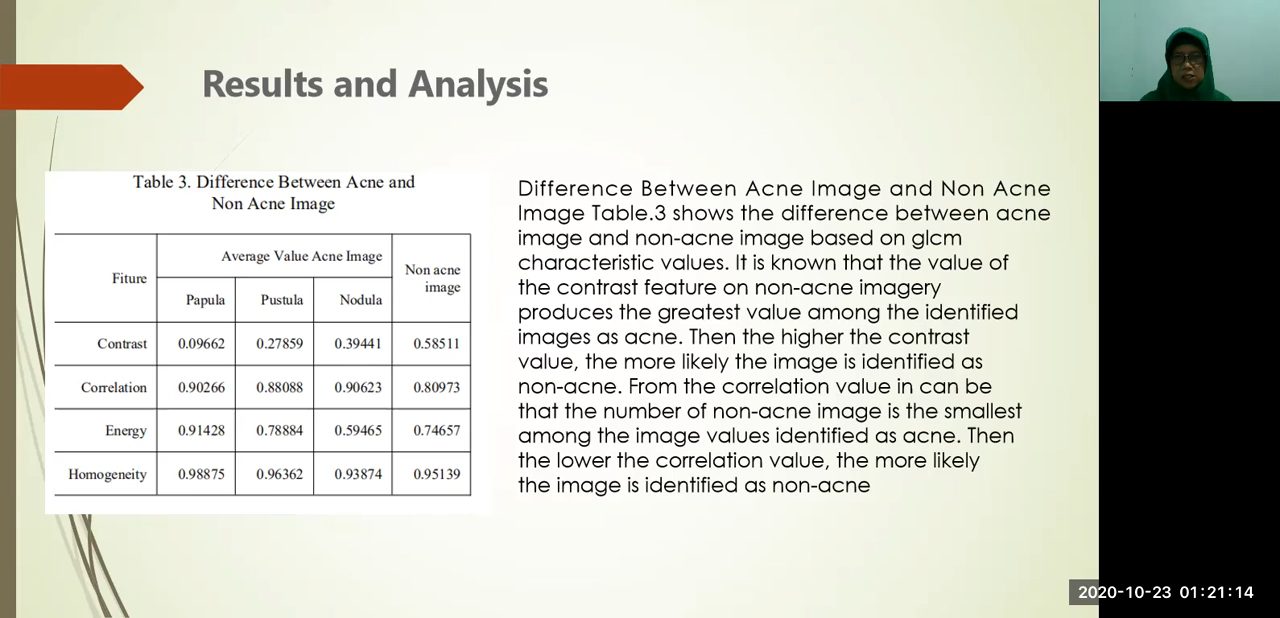 Results and Analysis
Table 3. Difference Between Acne and
Non Acne Image
Fiture
Average Value Acne Image
Non acne
image
Papula Pustula Nodula
Contrast 0.09662 0.27859 0.39441 0.58511
Correlation 0.90266 0.88088 0.90623 0.80973
Energy 0.91428 0.78884 0.59465 0.74657
Homogeneity 0.98875 0.96362 0.93874 0.95139
Difference Between Acne Image and Non Acne
Image Table.3 shows the difference between acne
image and non-acne image based on glcm
characteristic values. It is known that the value of
the contrast feature on non-acne imagery
produces the greatest value among the identified
images as acne. Then the higher the contrast
value, the more likely the image is identified as
non-acne. From the correlation value in can be
that the number of non-acne image is the smallest
among the image values identified as acne. Then
the lower the correlation value, the more likely
the image is identified as non-acne
2020-10-23 01:21:14